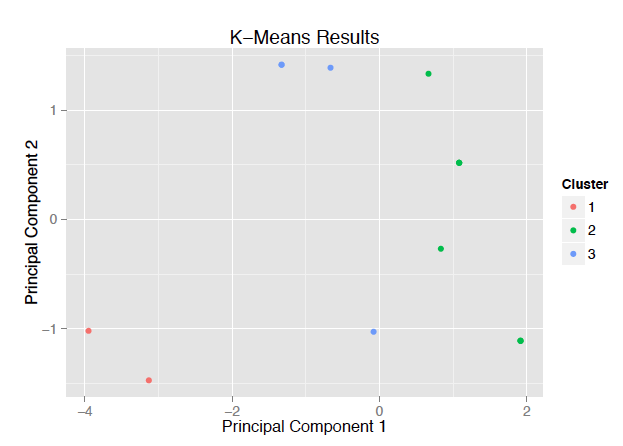 K−Means Results
Principal Component 2
1
0
−1
−4
−2
0
2
Principal Component 1
Cluster
1
2
3